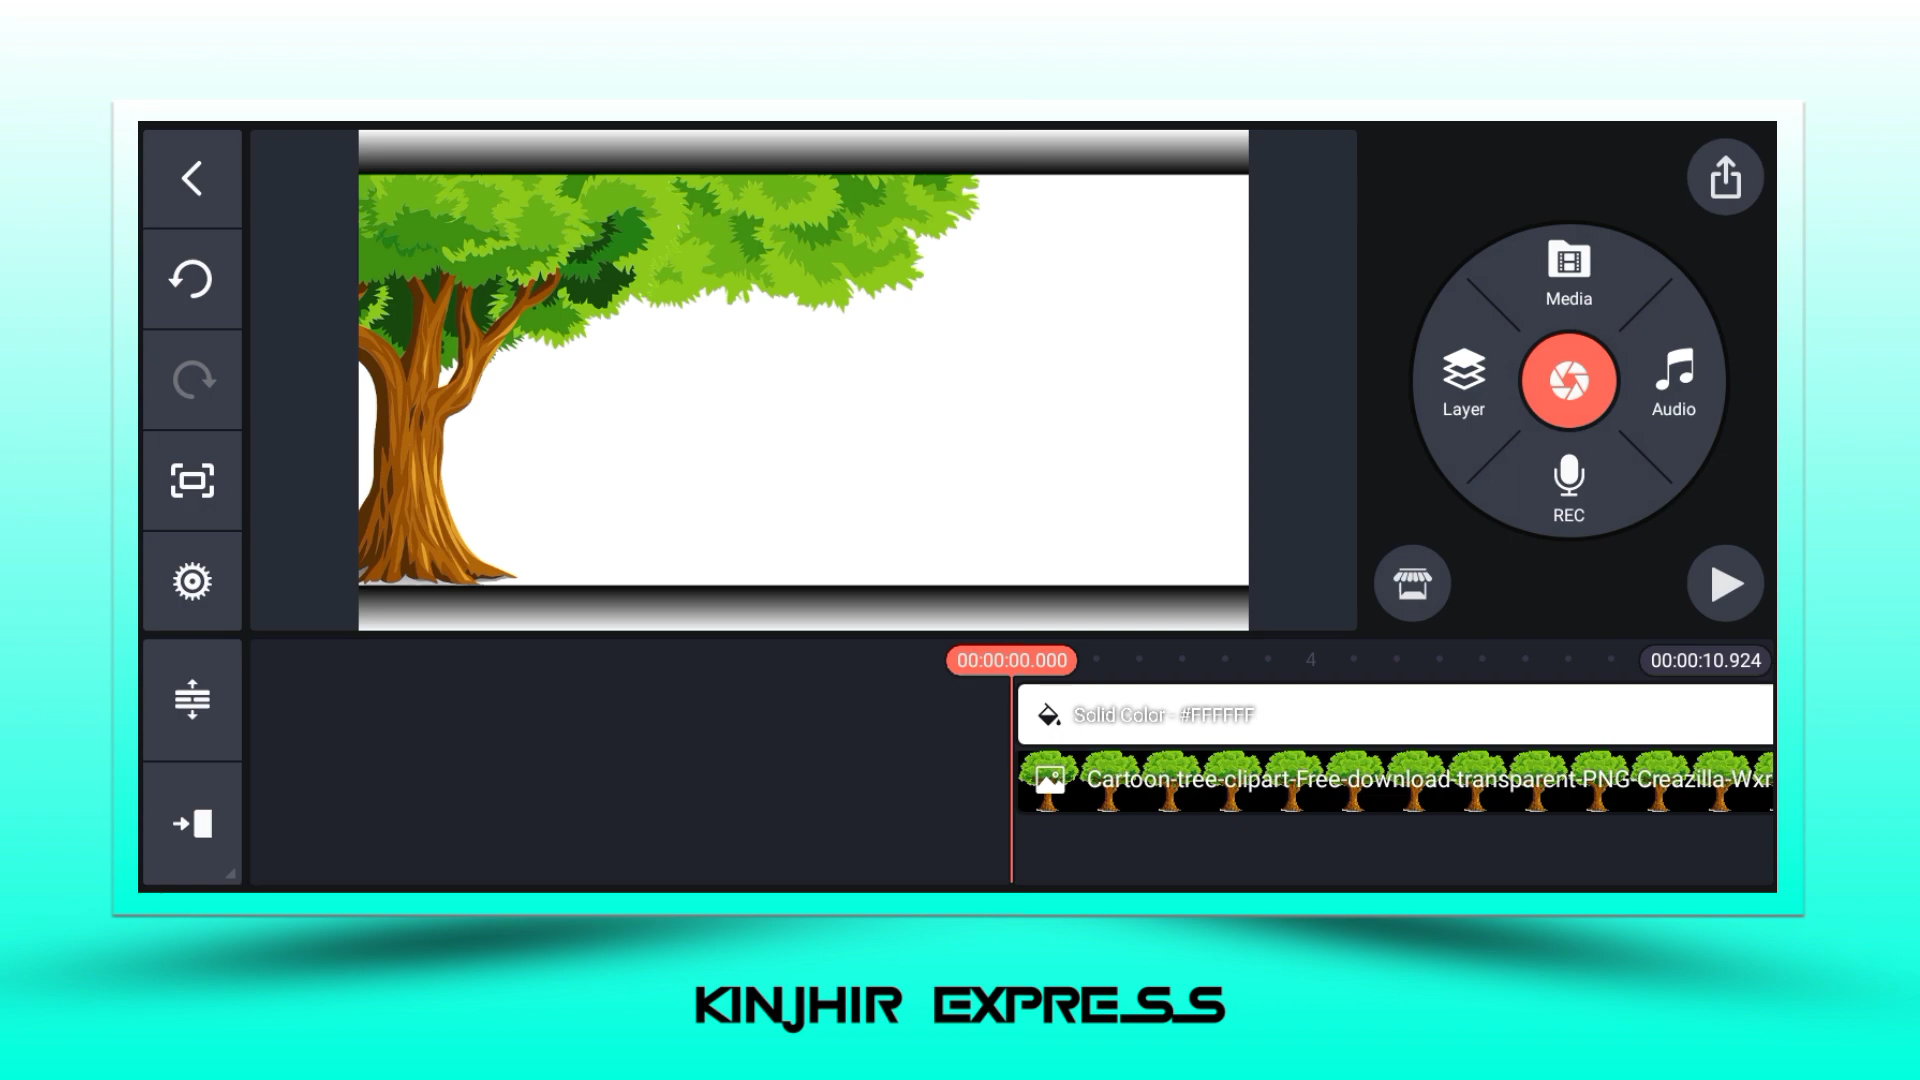 Media
Layer
Audio
REC
00:00:00.000
4
00:00:10.924
Solid Color - #FFFFFF
Cartoon-tree-clipart-Free-download-transparent-PNG-Creazilla-Wxr
KINJHIR EXPRESS